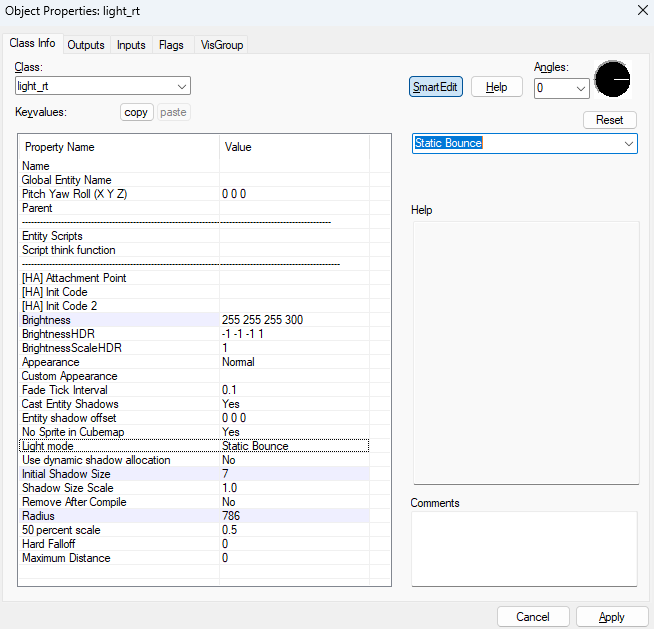 Object Properties: light_rt
Class Info Outputs Inputs Flags VisGroup
Class:
light_rt
SmartEdit Help
Angles:
0
Keyvalues: copy paste
Reset
Property Name Value
Static Bounce
Name
Global Entity Name
Pitch Yaw Roll (X Y Z) 0 0 0
Parent
Help
Entity Scripts
Script think function
[HA] Attachment Point
[HA] Init Code
[HA] Init Code 2
Brightness 255 255 255 300
BrightnessHDR -1 -1 -1 1
BrightnessScaleHDR 1
Appearance Normal
Custom Appearance
Fade Tick Interval 0.1
Cast Entity Shadows Yes
Entity shadow offset 0 0 0
No Sprite in Cubemap Yes
Light mode Static Bounce
Use dynamic shadow allocation No
Initial Shadow Size 7
Shadow Size Scale 1.0
Remove After Compile No
Comments
Radius 786
50 percent scale 0.5
Hard Falloff 0
Maximum Distance 0
Cancel Apply